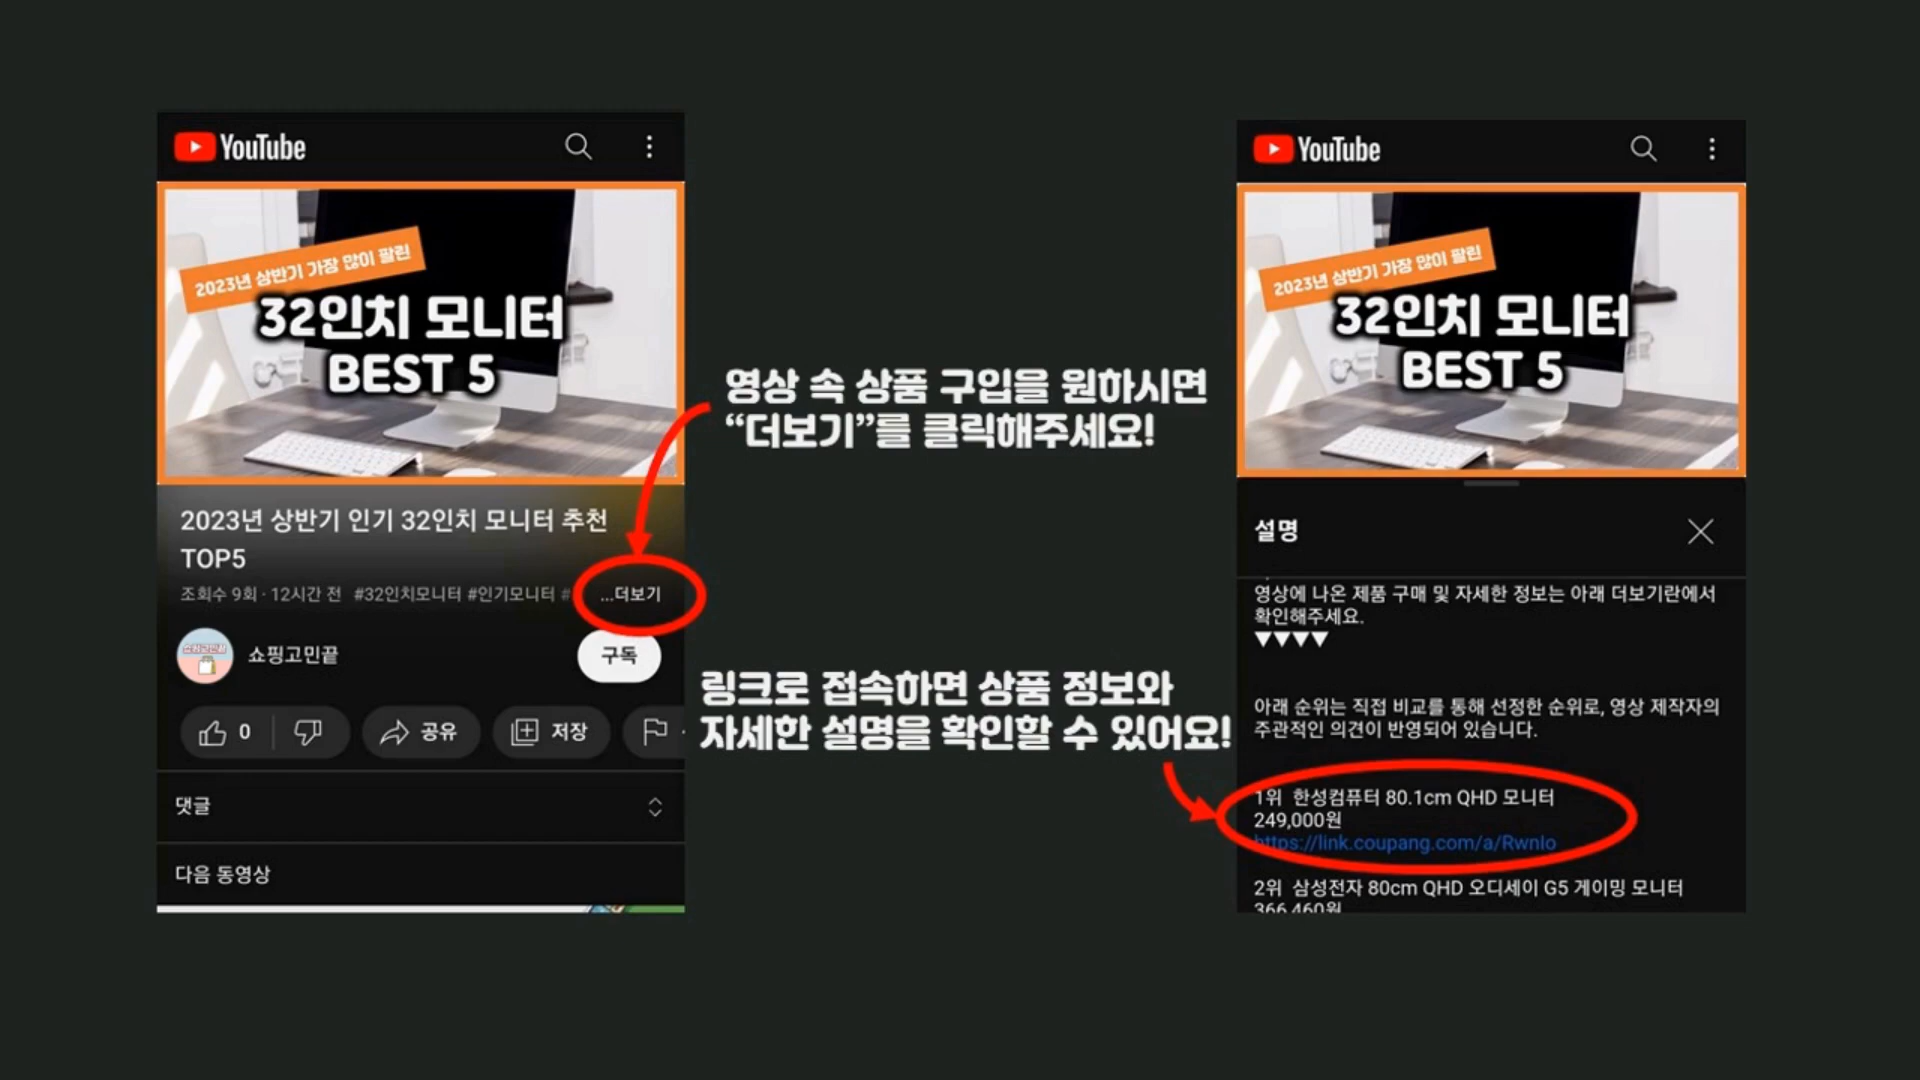 YouTube
2023년 상반기 가장 많이 팔린
32인치 모니터
BEST 5
2023년 상반기 인기 32인치 모니터 추천
TOP5
조회수 9회 · 12시간 전 #32인치모니터 #인기모니터 # ...더보기
쇼핑고민끝
쇼핑고민끝
구독
0
공유
저장
댓글
다음 동영상
영상 속 상품 구입을 원하시면
“더보기”를 클릭해주세요!
링크로 접속하면 상품 정보와
자세한 설명을 확인할 수 있어요!
YouTube
2023년 상반기 가장 많이 팔린
32인치 모니터
BEST 5
설명
영상에 나온 제품 구매 및 자세한 정보는 아래 더보기란에서
확인해주세요.
▼▼▼▼
아래 순위는 직접 비교를 통해 선정한 순위로, 영상 제작자의
주관적인 의견이 반영되어 있습니다.
1위 한성컴퓨터 80.1cm QHD 모니터
249,000원
https://link.coupang.com/a/Rwnlo
2위 삼성전자 80cm QHD 오디세이 G5 게이밍 모니터
366,460원